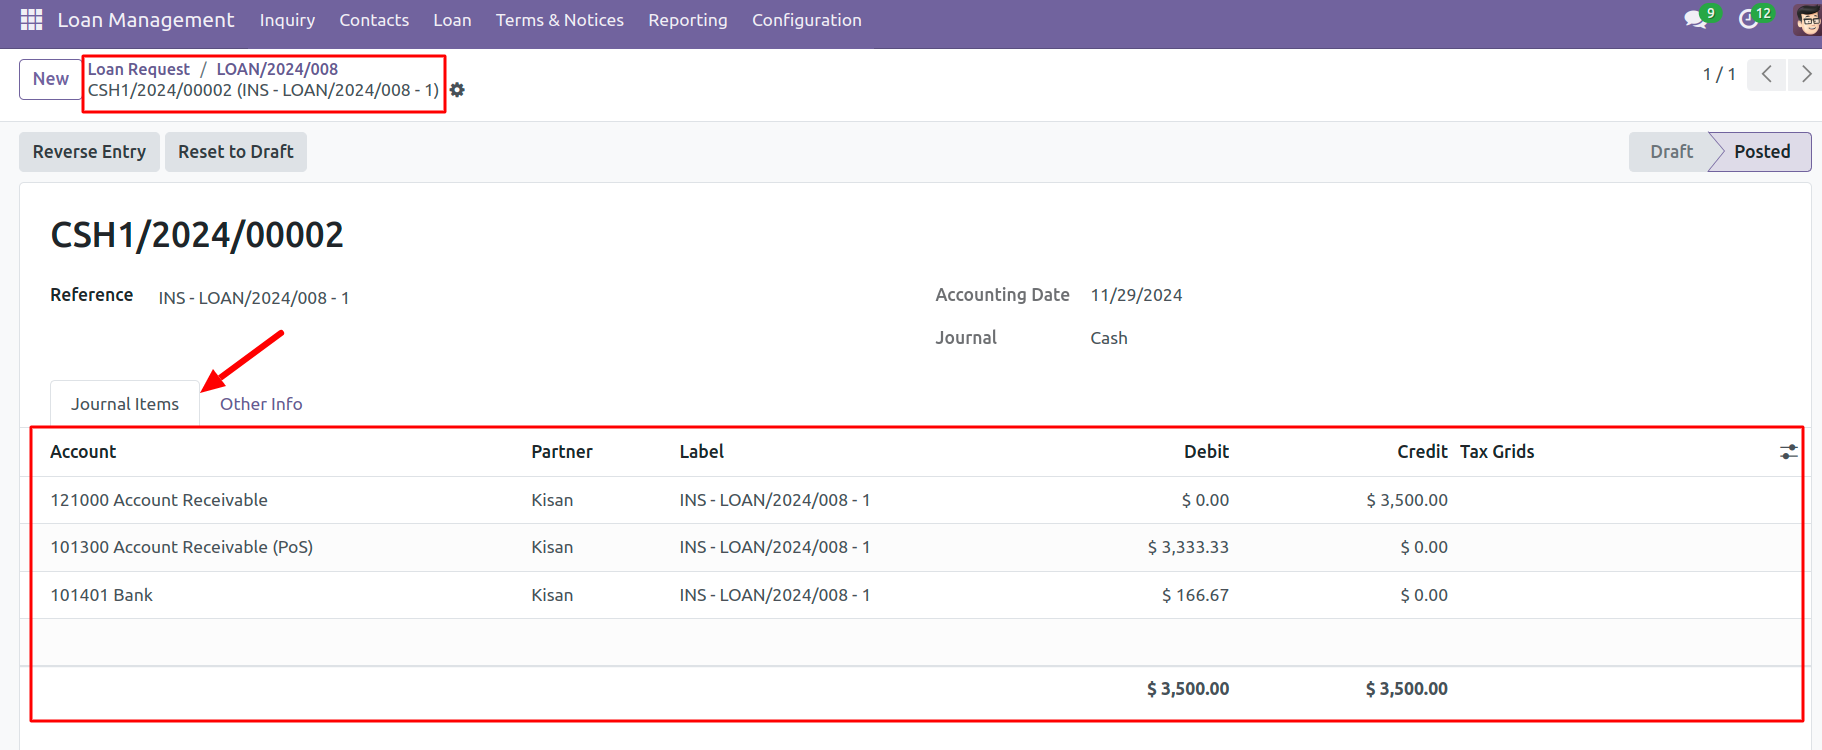 Loan Management Inquiry Contacts Loan Terms & Notices Reporting Configuration 9 12
New Loan Request / LOAN/2024/008
CSH1/2024/00002 (INS - LOAN/2024/008 - 1)
1 / 1
Reverse Entry Reset to Draft Draft Posted
CSH1/2024/00002
Reference INS - LOAN/2024/008 - 1 Accounting Date 11/29/2024
Journal Cash
Journal Items Other Info
Account Partner Label Debit Credit Tax Grids
121000 Account Receivable Kisan INS - LOAN/2024/008 - 1 $ 0.00 $ 3,500.00
101300 Account Receivable (PoS) Kisan INS - LOAN/2024/008 - 1 $ 3,333.33 $ 0.00
101401 Bank Kisan INS - LOAN/2024/008 - 1 $ 166.67 $ 0.00
$ 3,500.00 $ 3,500.00